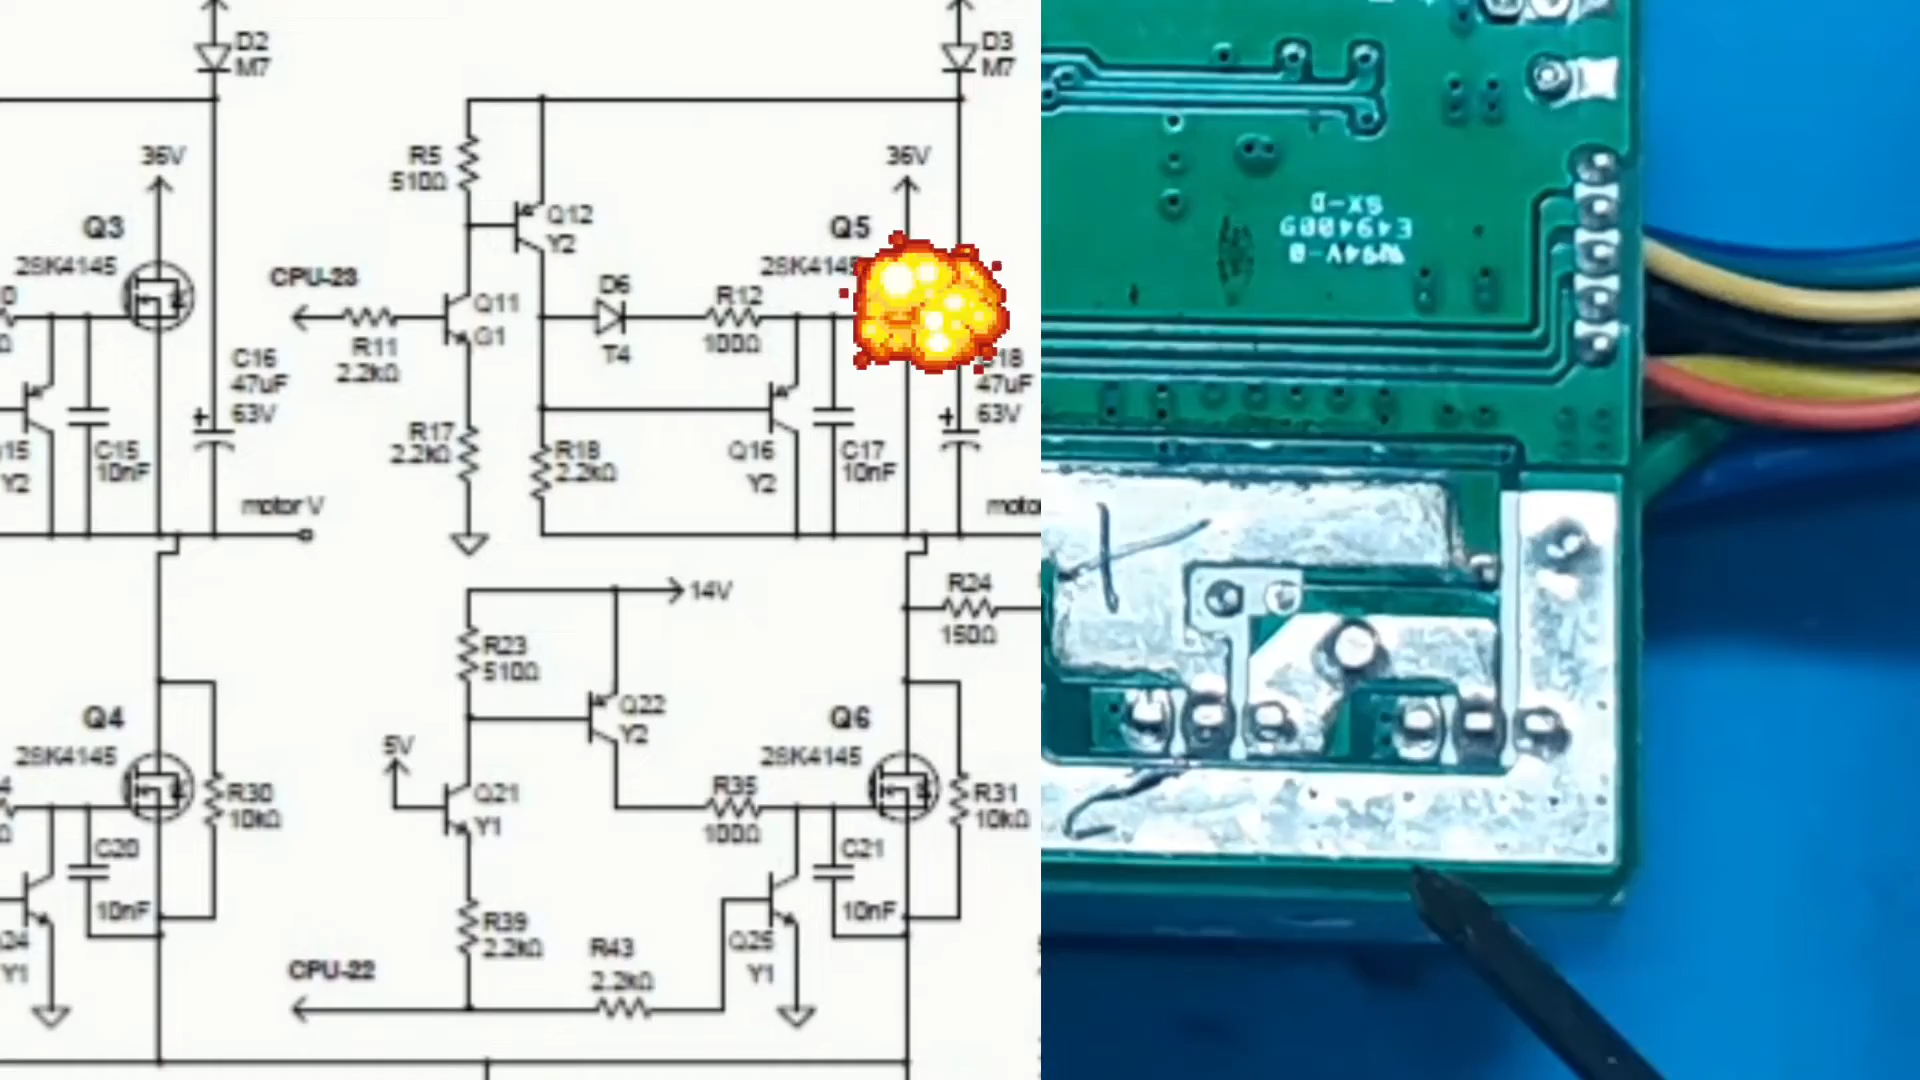 D2
M7
D3
M7
36V
R5
510Ω
36V
Q3
2SK4145
Q12
Y2
Q5
2SK4145
CPU-23
R11
2.2kΩ
Q11
G1
D6
T4
R12
100Ω
C16
47uF
63V
47uF
63V
C15
10nF
Y2
R17
2.2kΩ
R18
2.2kΩ
Q16
Y2
C17
10nF
motor V
14V
R24
150Ω
R23
510Ω
Q22
Y2
Q4
2SK4145
5V
Q21
Y1
R35
100Ω
Q6
2SK4145
R30
10kΩ
R31
10kΩ
C20
10nF
Y1
R39
2.2kΩ
R43
2.2kΩ
Q25
Y1
C21
10nF
CPU-22
SX-D
E494009
94V-0